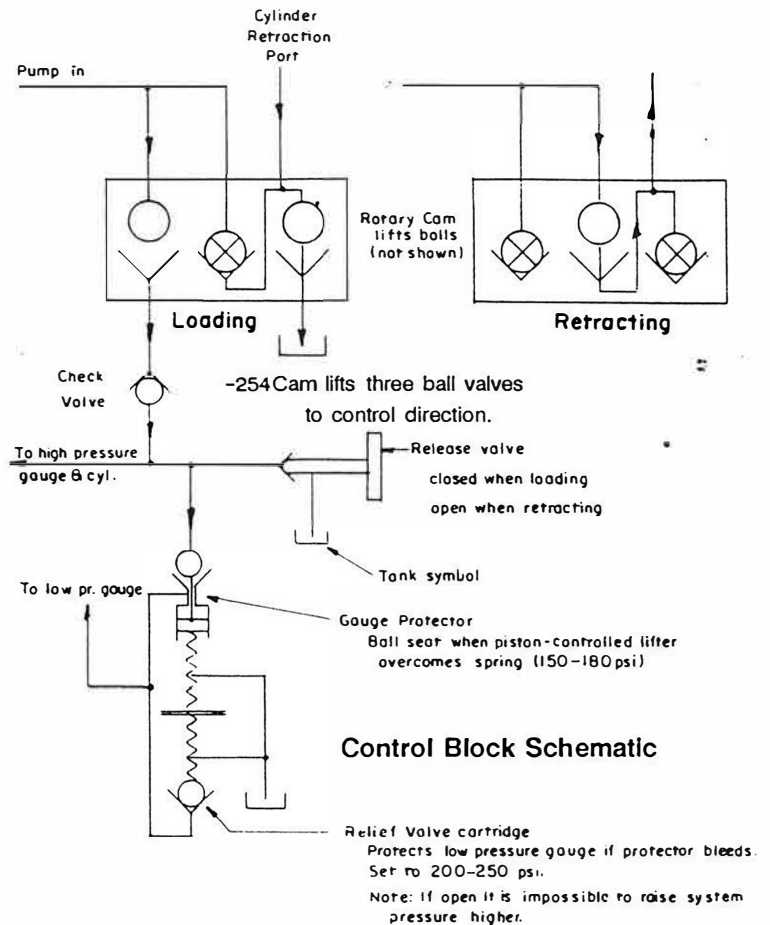 Cylinder
Retraction
Port
Pump in
Rotary Cam
lifts balls
(not shown)
Loading
Retracting
Check
Valve
-254 Cam lifts three ball valves
to control direction.
To high pressure
gauge & cyl.
Release valve
closed when loading
open when retracting
Tank symbol
To low pr. gauge
Gauge Protector
Ball seat when piston-controlled lifter
overcomes spring (150-180psi)
Control Block Schematic
Relief Valve cartridge
Protects low pressure gauge if protector bleeds.
Set to 200-250 psi.
Note: If open it is impossible to raise system
pressure higher.